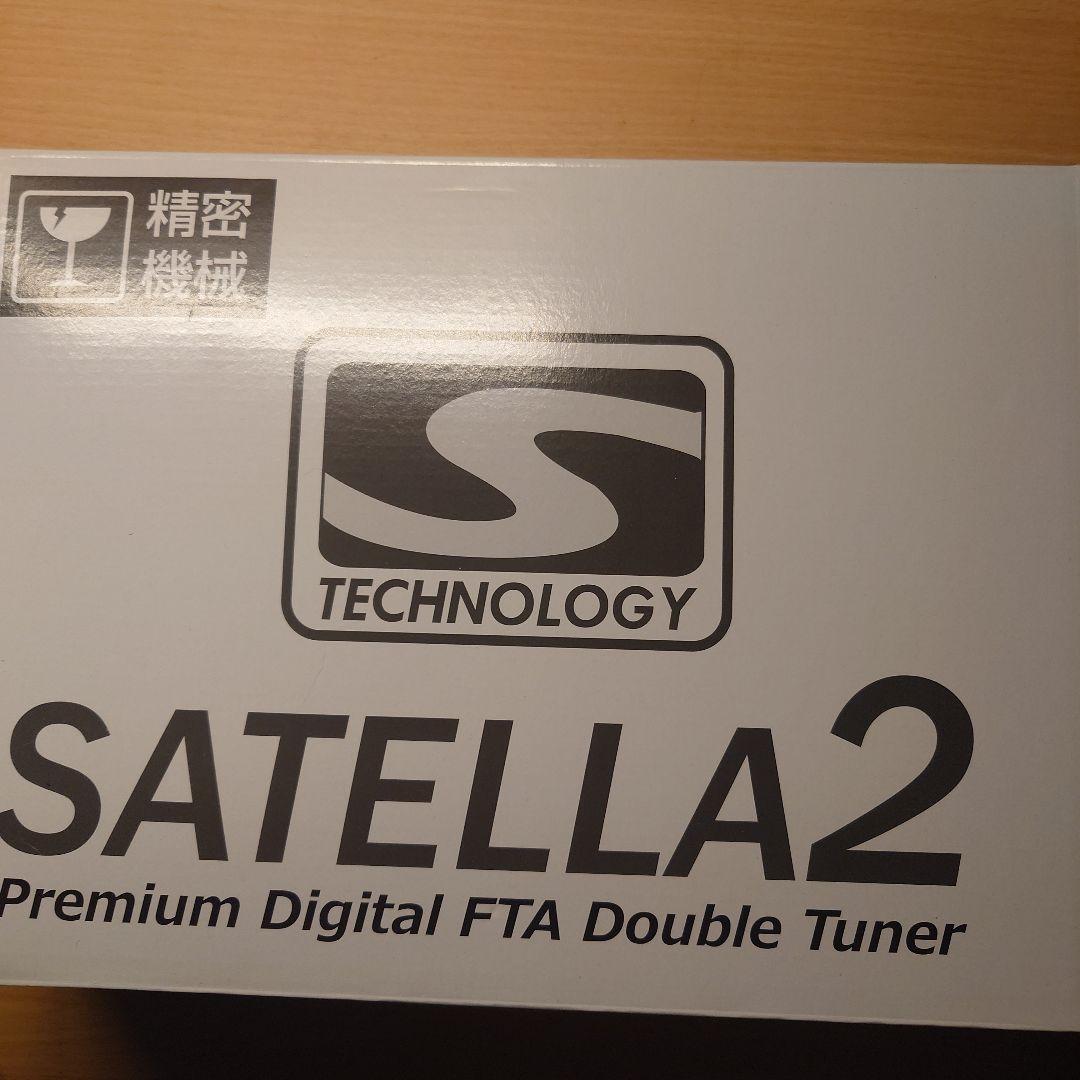 精密
機械
S
TECHNOLOGY
SATELLA2
Premium Digital FTA Double Tuner